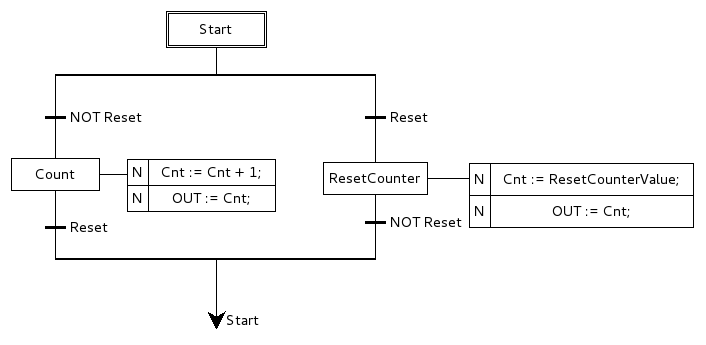 Start
NOT Reset
Reset
Count
N Cnt := Cnt + 1;
N OUT := Cnt;
ResetCounter
N Cnt := ResetCounterValue;
N OUT := Cnt;
Reset
NOT Reset
Start